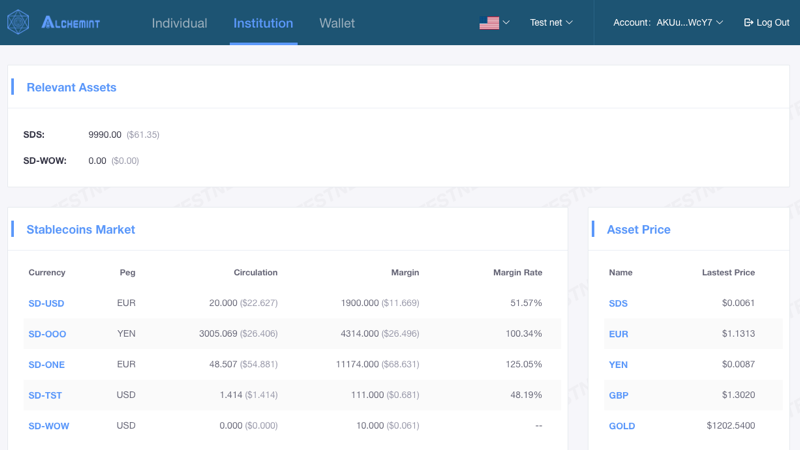 ALCHEMINT Individual Institution Wallet Test net Account: AKUu...WcY7 Log Out
Relevant Assets
SDS: 9990.00 ($61.35)
SD-WOW: 0.00 ($0.00)
Stablecoins Market
Currency Peg Circulation Margin Margin Rate
SD-USD EUR 20.000 ($22.627) 1900.000 ($11.669) 51.57%
SD-OOO YEN 3005.069 ($26.406) 4314.000 ($26.496) 100.34%
SD-ONE EUR 48.507 ($54.881) 11174.000 ($68.631) 125.05%
SD-TST USD 1.414 ($1.414) 111.000 ($0.681) 48.19%
SD-WOW USD 0.000 ($0.000) 10.000 ($0.061) --
Asset Price
Name Lastest Price
SDS $0.0061
EUR $1.1313
YEN $0.0087
GBP $1.3020
GOLD $1202.5400